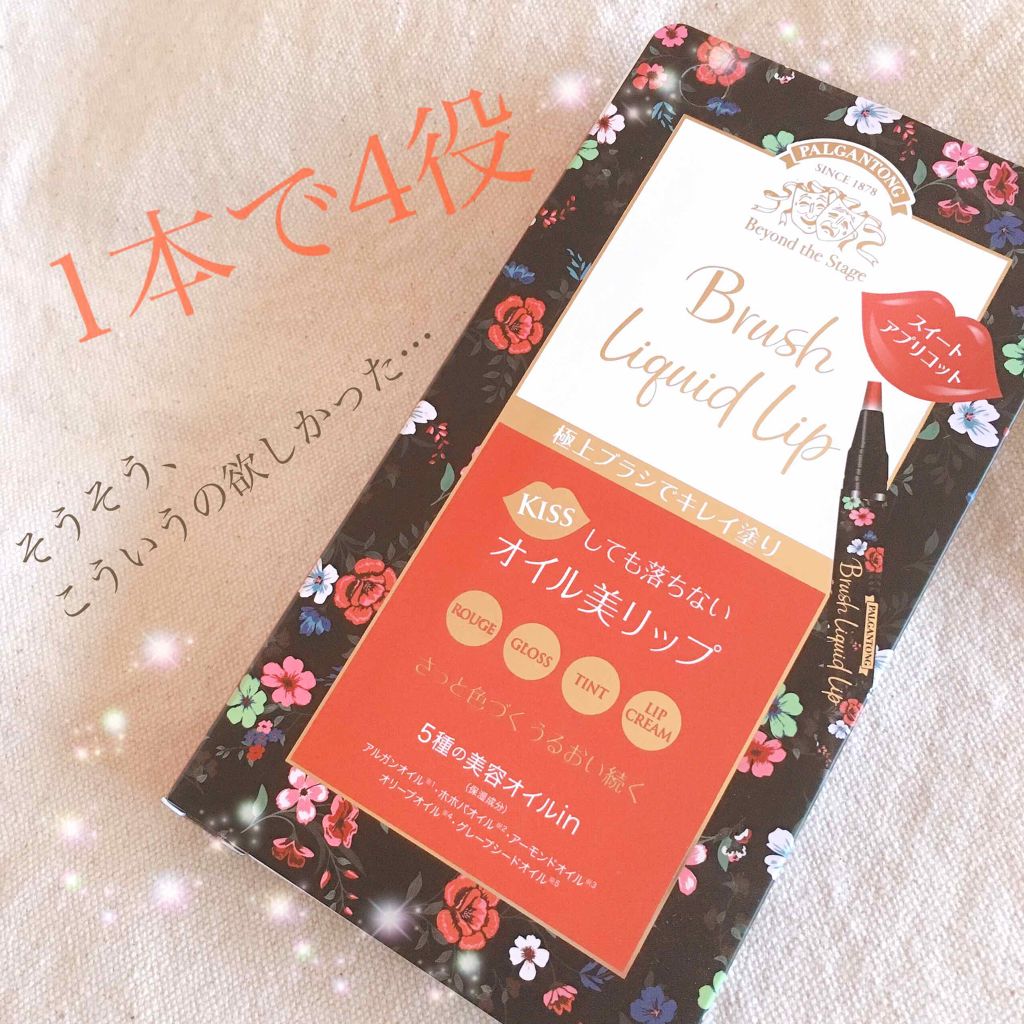 1本で4役
そうそう、
こういうの欲しかった…
PALGANTONG
SINCE 1878
Beyond the Stage
Brush
Liquid Lip
スイート
アプリコット
極上ブラシでキレイ塗り
KISSしても落ちない
オイル美リップ
ROUGE
GLOSS
TINT
LIP
CREAM
さっと色づくうるおい続く
5種の美容オイルin
(保湿成分)
アルガンオイル※1・ホホバオイル※2・アーモンドオイル※3
オリーブオイル※4・グレープシードオイル※5
PALGANTONG
Brush Liquid Lip